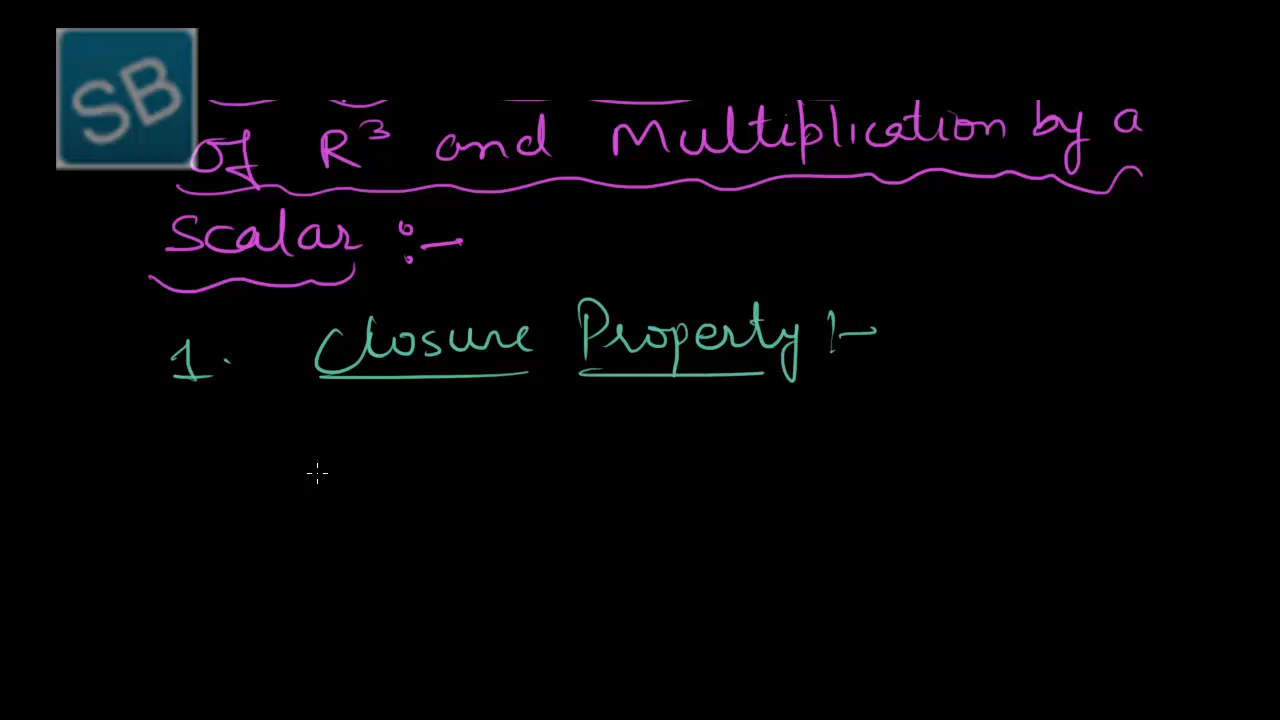 SB
of R³ and Multiplication by a
Scalar :-
1. Closure Property :-